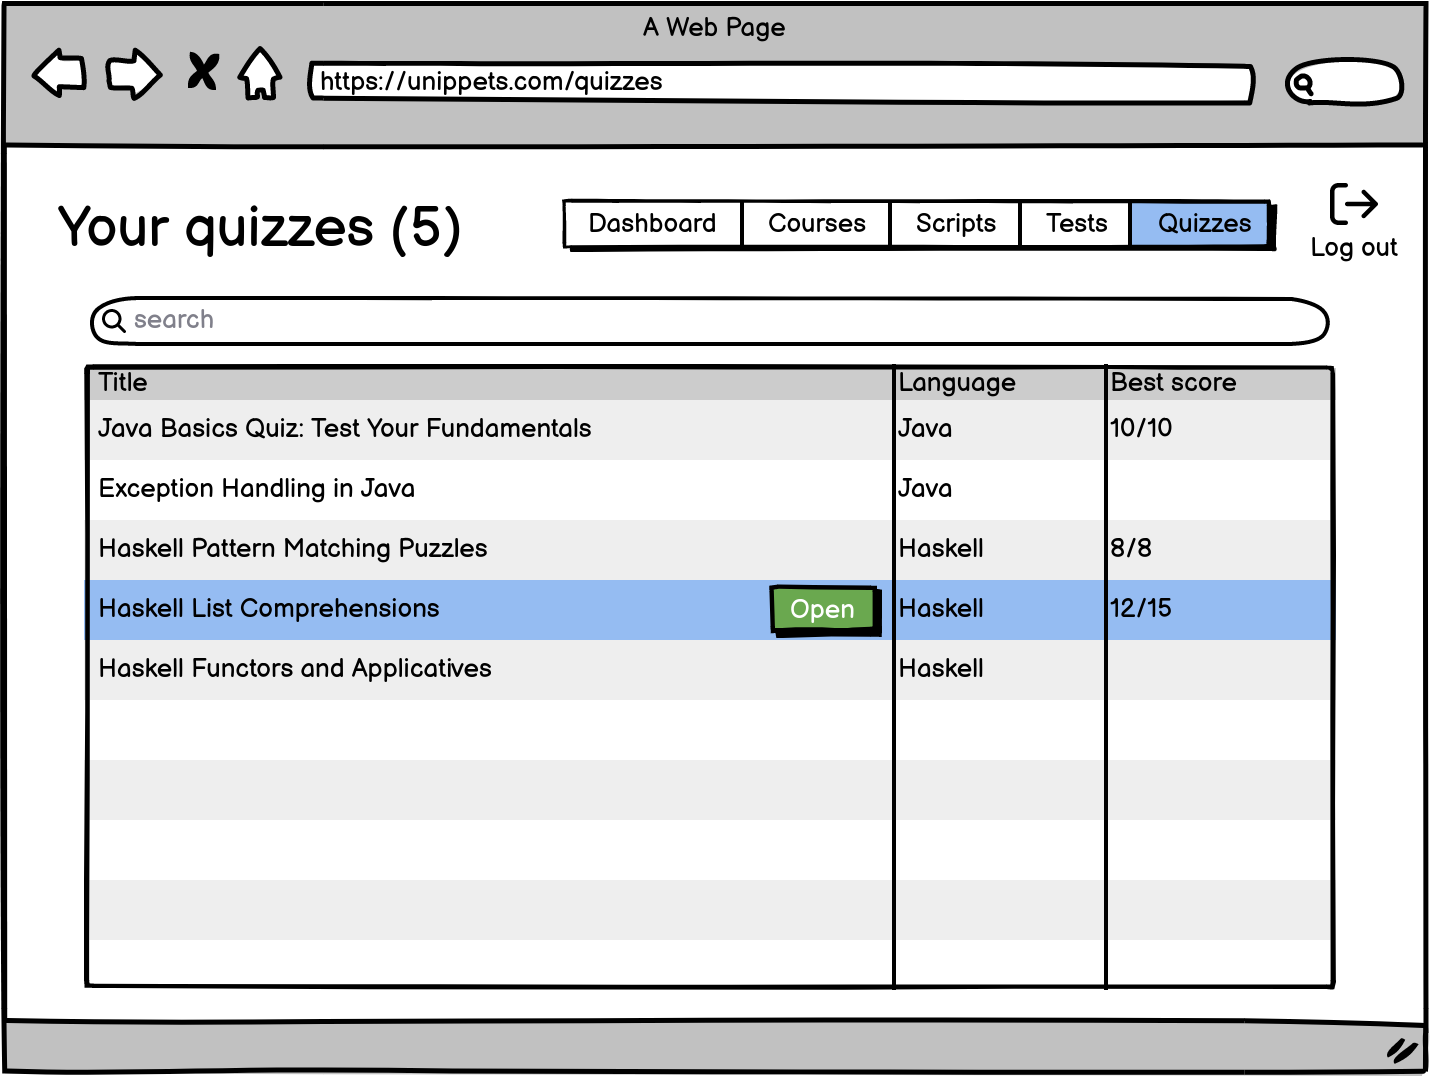 A Web Page
https://unippets.com/quizzes
Your quizzes (5)
Dashboard Courses Scripts Tests Quizzes
Log out
search
Title Language Best score
Java Basics Quiz: Test Your Fundamentals Java 10/10
Exception Handling in Java Java
Haskell Pattern Matching Puzzles Haskell 8/8
Haskell List Comprehensions Open Haskell 12/15
Haskell Functors and Applicatives Haskell